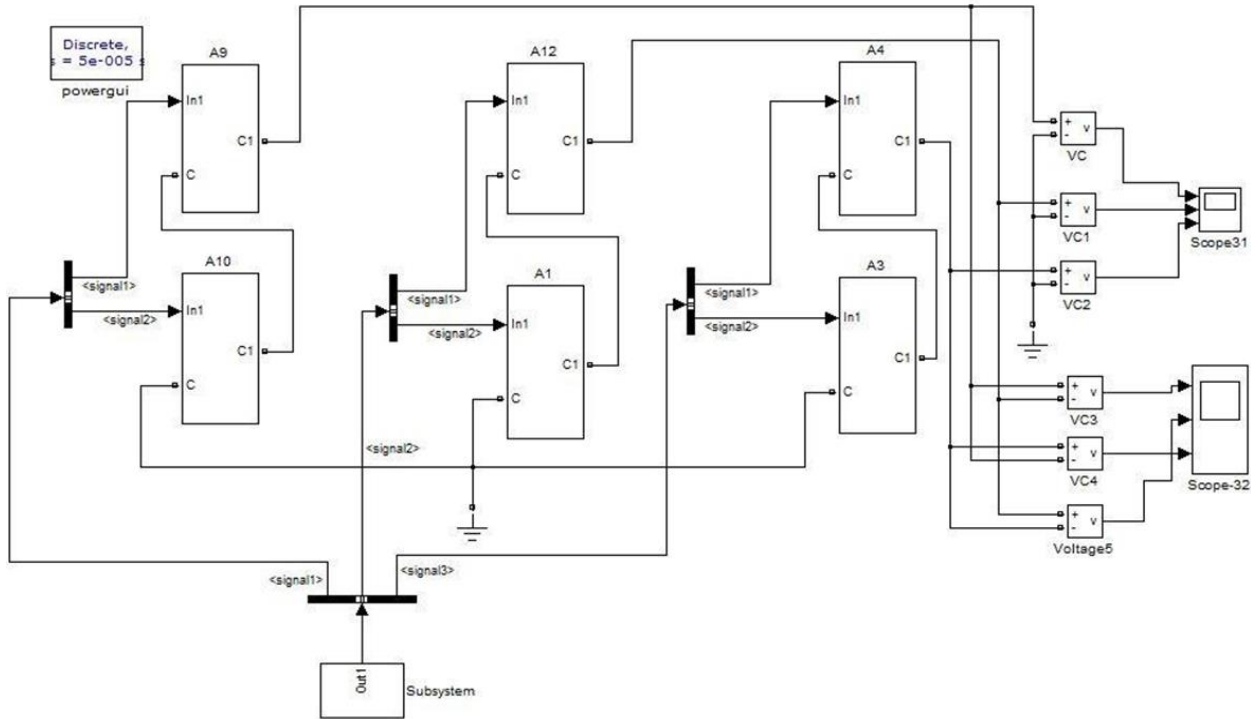 Discrete,
s = 5e-005 s
powergui
A9
In1
C1
C
A12
In1
C1
C
A4
In1
C1
C
+
-
v
VC
+
-
v
VC1
+
-
v
VC2
Scope31
<signal1>
<signal2>
A10
In1
C1
C
<signal1>
<signal2>
A1
In1
C1
C
<signal1>
<signal2>
A3
In1
C1
C
+
-
v
VC3
+
-
v
VC4
+
-
v
Voltage5
Scope-32
<signal2>
<signal1>
<signal3>
Out1
Subsystem